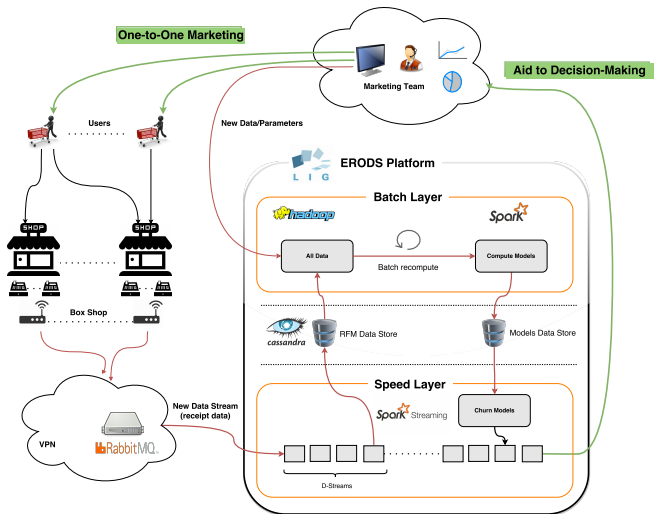 One-to-One Marketing
Marketing Team
Aid to Decision-Making
Users
New Data/Parameters
LIG
ERODS Platform
Batch Layer
hadoop
Spark
SHOP
SHOP
All Data
Batch recompute
Compute Models
Box Shop
cassandra
RFM Data Store
Models Data Store
Speed Layer
New Data Stream
(receipt data)
Spark Streaming
Churn Models
VPN
RabbitMQ
D-Streams